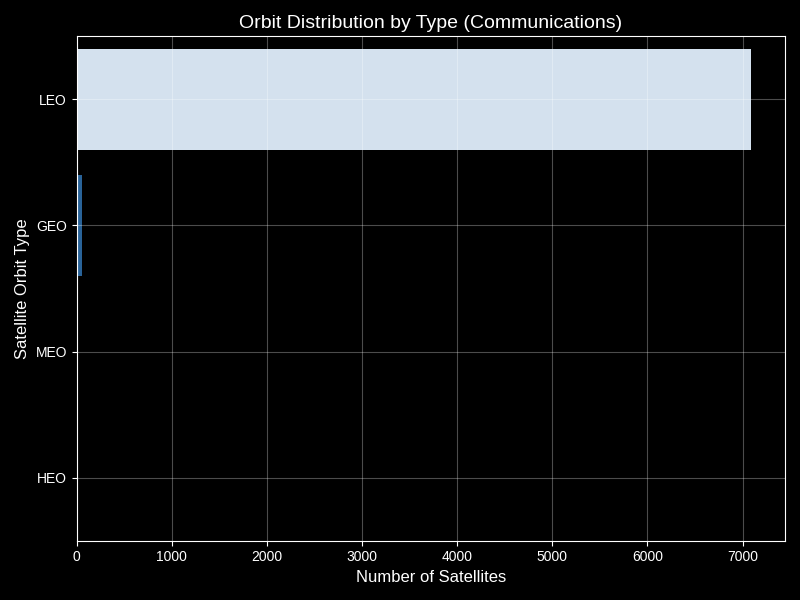 Orbit Distribution by Type (Communications)
Satellite Orbit Type
LEO
GEO
MEO
HEO
0 1000 2000 3000 4000 5000 6000 7000
Number of Satellites